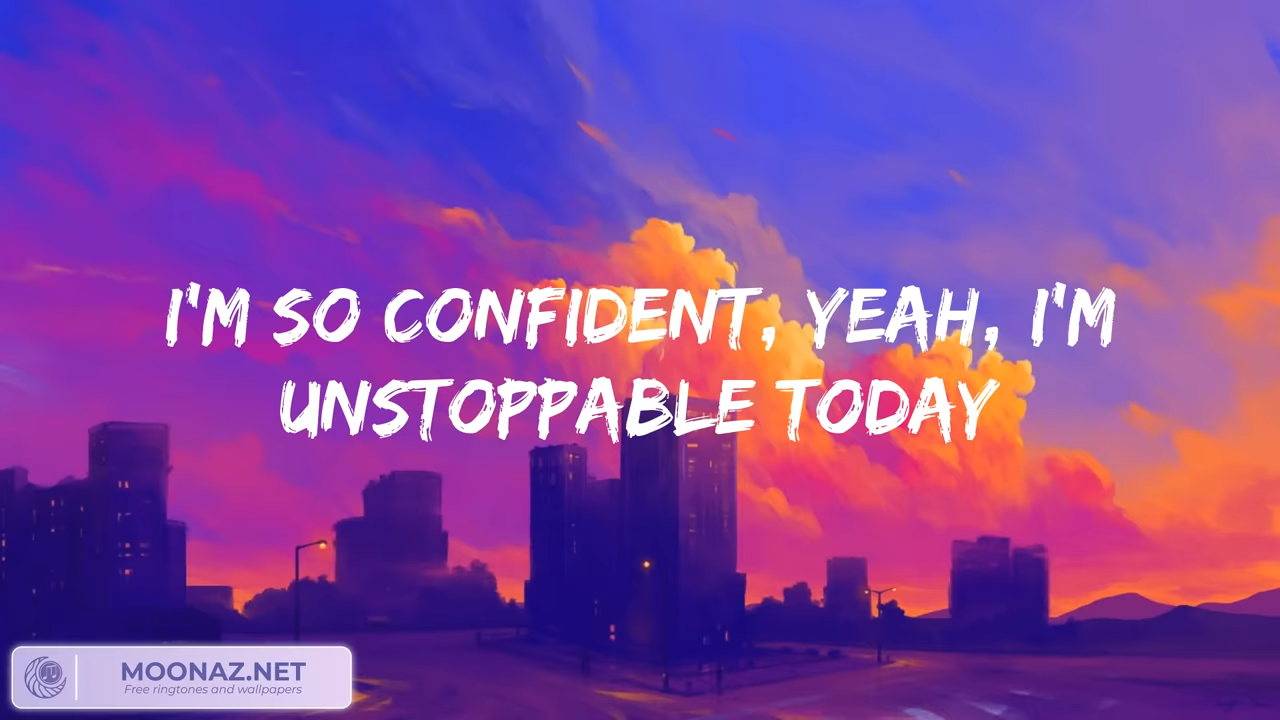 I'M SO CONFIDENT, YEAH, I'M
UNSTOPPABLE TODAY
MOONAZ.NET
Free ringtones and wallpapers